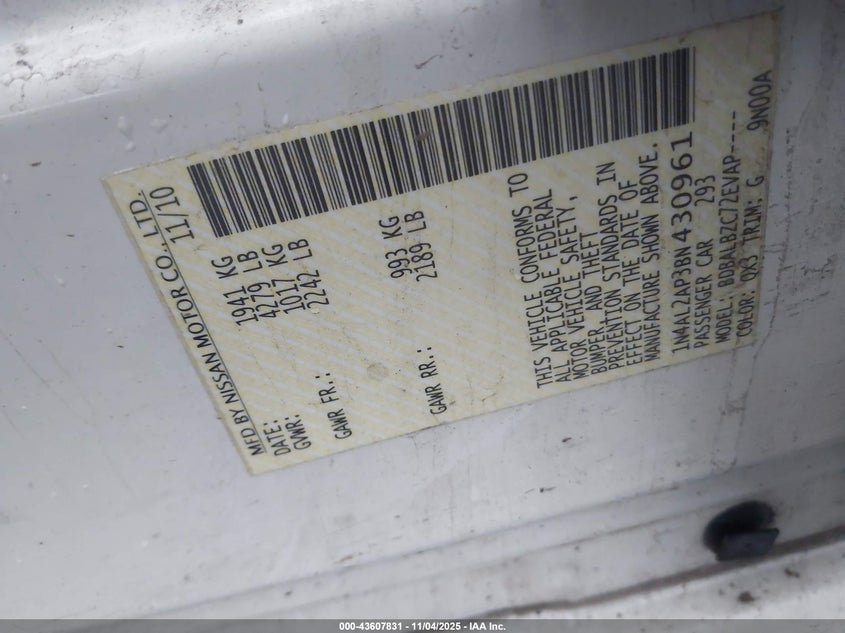 MFD BY NISSAN MOTOR CO., LTD.
DATE: 11/10
GVWR: 1941 KG
4279 LB
GAWR FR.: 1017 KG
2242 LB
GAWR RR.: 993 KG
2189 LB
THIS VEHICLE CONFORMS TO
ALL APPLICABLE FEDERAL
MOTOR VEHICLE SAFETY,
BUMPER, AND THEFT
PREVENTION STANDARDS IN
EFFECT ON THE DATE OF
MANUFACTURE SHOWN ABOVE.
1N4AL2AP3BN430961
PASSENGER CAR 293
MODEL: BDBALLBZC72EVAP----
COLOR: QX3 TRIM: G 9N00A
000-43607831 - 11/04/2025 - IAA Inc.